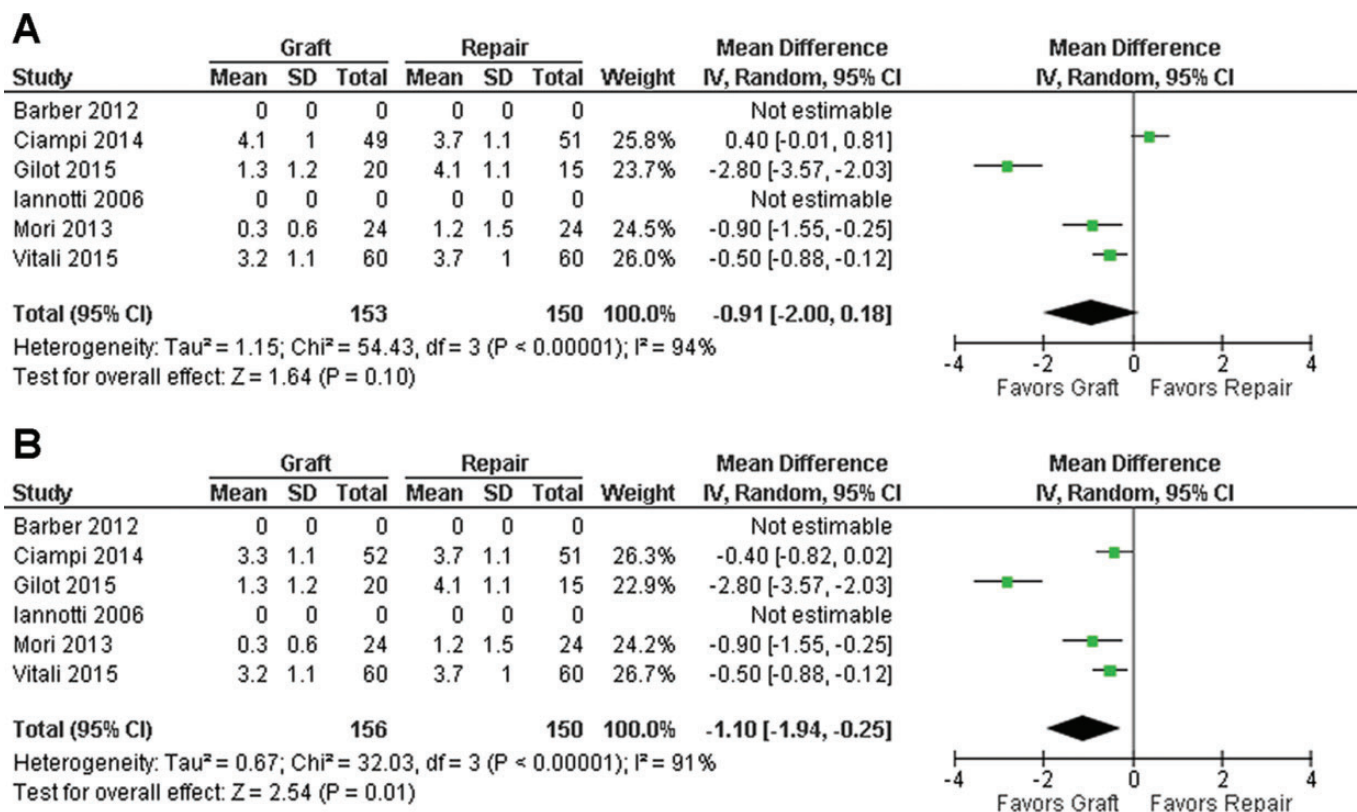 A
Graft Repair Mean Difference Mean Difference
Study Mean SD Total Mean SD Total Weight IV, Random, 95% CI IV, Random, 95% CI
Barber 2012 0 0 0 0 0 0 Not estimable
Ciampi 2014 4.1 1 49 3.7 1.1 51 25.8% 0.40 [-0.01, 0.81]
Gilot 2015 1.3 1.2 20 4.1 1.1 15 23.7% -2.80 [-3.57, -2.03]
Iannotti 2006 0 0 0 0 0 0 Not estimable
Mori 2013 0.3 0.6 24 1.2 1.5 24 24.5% -0.90 [-1.55, -0.25]
Vitali 2015 3.2 1.1 60 3.7 1 60 26.0% -0.50 [-0.88, -0.12]
Total (95% CI) 153 150 100.0% -0.91 [-2.00, 0.18]
Heterogeneity: Tau² = 1.15; Chi² = 54.43, df = 3 (P < 0.00001); I² = 94%
Test for overall effect: Z = 1.64 (P = 0.10)
-4 -2 0 2 4
Favors Graft Favors Repair
B
Graft Repair Mean Difference Mean Difference
Study Mean SD Total Mean SD Total Weight IV, Random, 95% CI IV, Random, 95% CI
Barber 2012 0 0 0 0 0 0 Not estimable
Ciampi 2014 3.3 1.1 52 3.7 1.1 51 26.3% -0.40 [-0.82, 0.02]
Gilot 2015 1.3 1.2 20 4.1 1.1 15 22.9% -2.80 [-3.57, -2.03]
Iannotti 2006 0 0 0 0 0 0 Not estimable
Mori 2013 0.3 0.6 24 1.2 1.5 24 24.2% -0.90 [-1.55, -0.25]
Vitali 2015 3.2 1.1 60 3.7 1 60 26.7% -0.50 [-0.88, -0.12]
Total (95% CI) 156 150 100.0% -1.10 [-1.94, -0.25]
Heterogeneity: Tau² = 0.67; Chi² = 32.03, df = 3 (P < 0.00001); I² = 91%
Test for overall effect: Z = 2.54 (P = 0.01)
-4 -2 0 2 4
Favors Graft Favors Repair